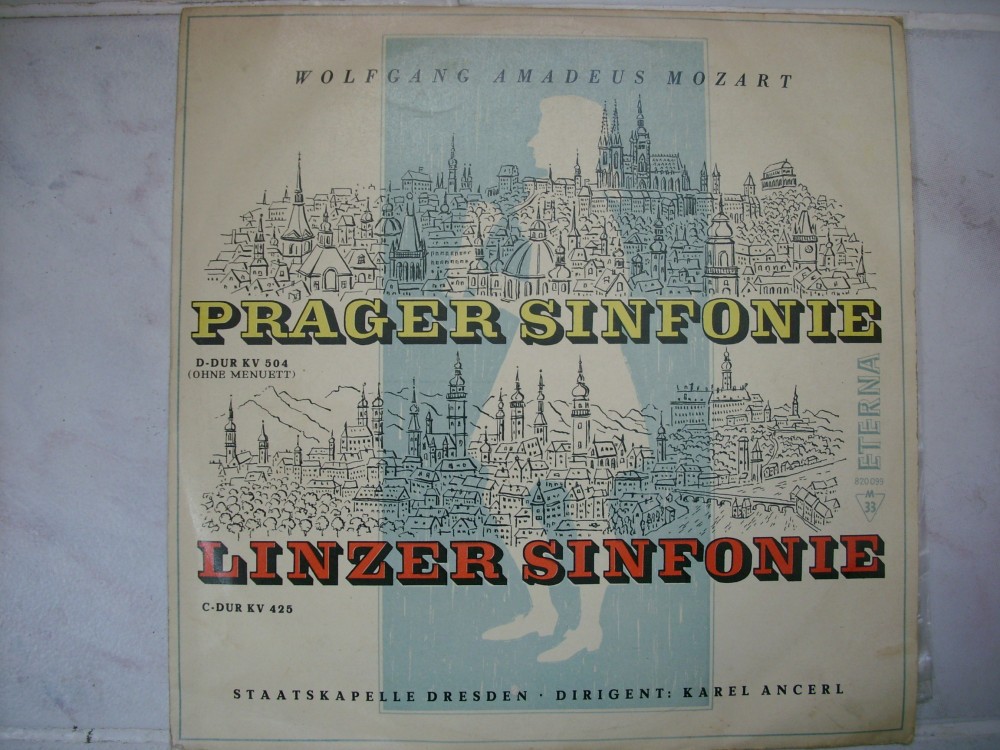 WOLFGANG AMADEUS MOZART
PRAGER SINFONIE
D-DUR KV 504
(OHNE MENUETT)
ETERNA
820095
M
33
LINZER SINFONIE
C-DUR KV 425
STAATSKAPELLE DRESDEN · DIRIGENT: KAREL ANCERL